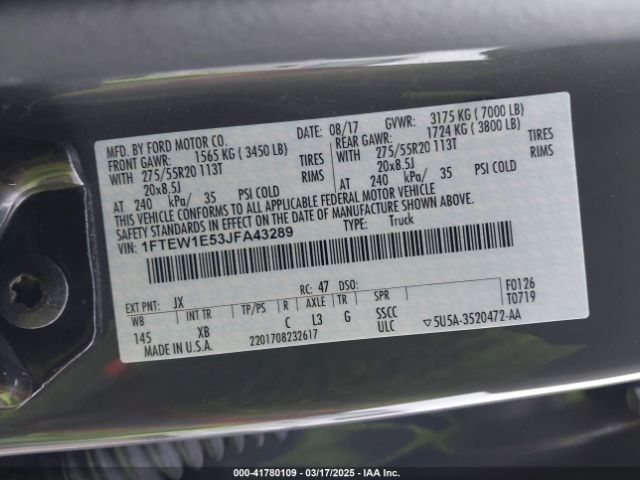 MFD. BY FORD MOTOR CO. DATE: 08/17 GVWR: 3175 KG ( 7000 LB)
FRONT GAWR: 1565 KG ( 3450 LB) REAR GAWR: 1724 KG ( 3800 LB)
WITH 275/55R20 113T TIRES WITH 275/55R20 113T TIRES
20x8.5J RIMS 20x8.5J RIMS
AT 240 kPa/ 35 PSI COLD AT 240 kPa/ 35 PSI COLD
THIS VEHICLE CONFORMS TO ALL APPLICABLE FEDERAL MOTOR VEHICLE
SAFETY STANDARDS IN EFFECT ON THE DATE OF MANUFACTURE SHOWN ABOVE.
VIN: 1FTEW1E53JFA43289 TYPE: Truck
EXT PNT: JX RC: 47 DSO: F0126
WB INT TR TP/PS R AXLE TR SPR T0719
145 XB C L3 G SSCC
MADE IN U.S.A. 2201708232617 ULC ▽5U5A-3520472-AA
000-41780109 — 03/17/2025 — IAA Inc.